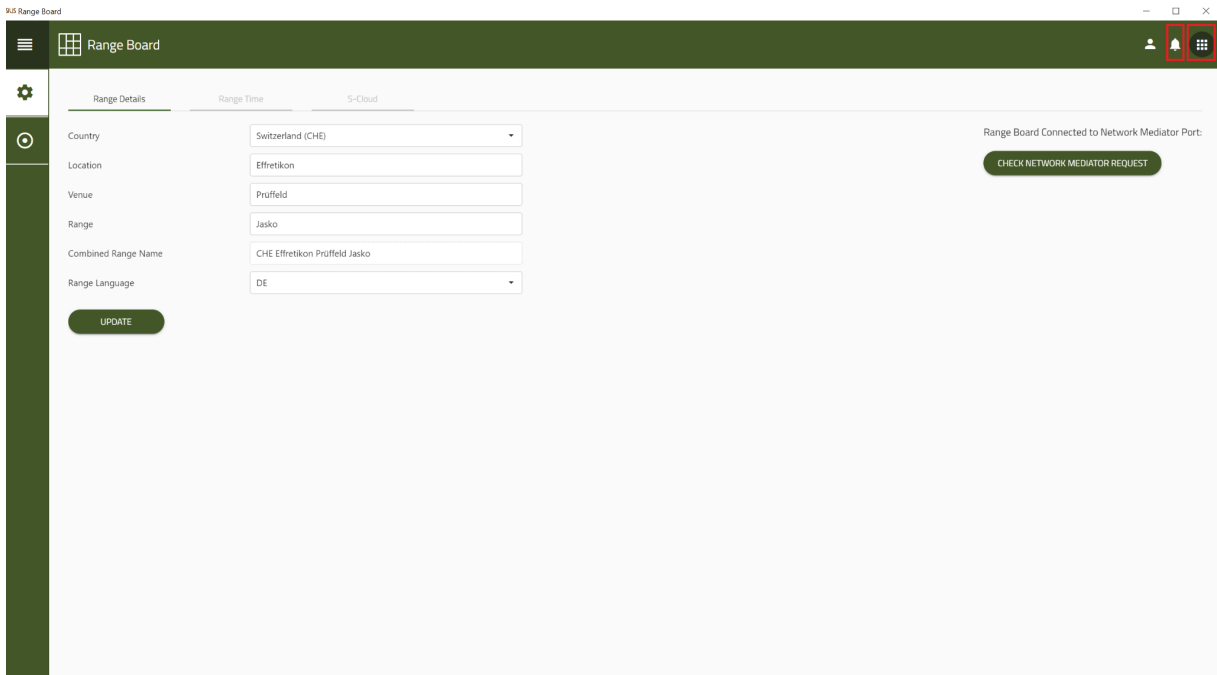 SIUS Range Board
Range Board
Range Details
Range Time
S-Cloud
Country
Switzerland (CHE)
Location
Effretikon
Venue
Prüffeld
Range
Jasko
Combined Range Name
CHE Effretikon Prüffeld Jasko
Range Language
DE
UPDATE
Range Board Connected to Network Mediator Port:
CHECK NETWORK MEDIATOR REQUEST